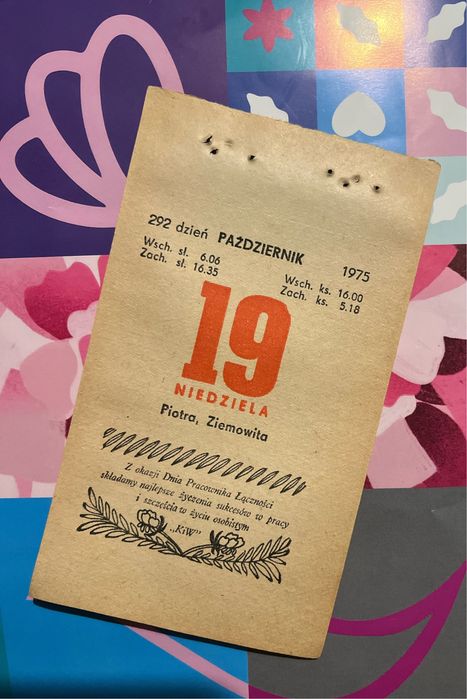 292 dzień PAŹDZIERNIK 1975
Wsch. sł. 6.06
Zach. sł. 16.35
Wsch. ks. 16.00
Zach. ks. 5.18
19
NIEDZIELA
Piotra, Ziemowita
Z okazji Dnia Pracownika Łączności
składamy najlepsze życzenia sukcesów w pracy
i szczęścia w życiu osobistym
„KiW”